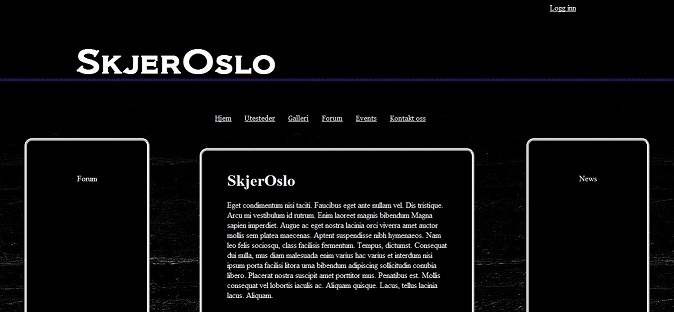 Logg inn
SkjerOslo
Hjem Utesteder Galleri Forum Events Kontakt oss
Forum
News
SkjerOslo
Eget condimentum nisi taciti. Faucibus eget ante nullam vel. Dis tristique.
Arcu mi vestibulum id rutrum. Enim laoreet magnis bibendum Magna
sapien imperdiet. Augue ac eget nostra lacinia orci viverra amet auctor
mollis sem platea maecenas. Aptent suspendisse nibh hymenaeos. Nam
leo felis sociosqu, class facilisis fermentum. Tempus, dictumst. Consequat
dui nulla, mus diam malesuada enim varius hac varius et interdum nisi
ipsum porta facilisi litora urna bibendum adipiscing sollicitudin conubia
libero. Placerat nostra suscipit amet porttitor mus. Penatibus est. Mollis
consequat vel lobortis iaculis ac. Aliquam quisque. Lacus, tellus lacinia
lacus. Aliquam.